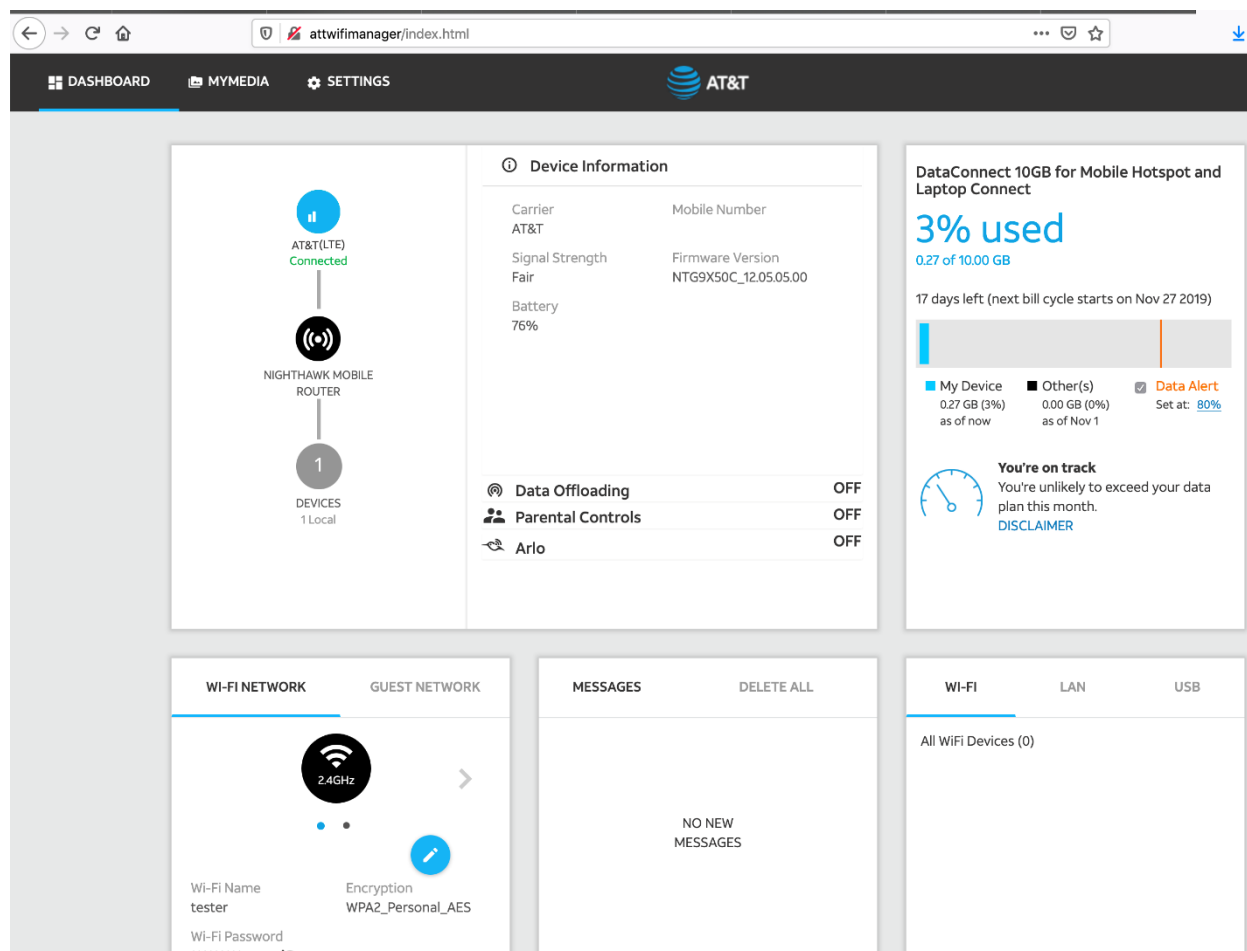 attwifimanager/index.html
DASHBOARD
MYMEDIA
SETTINGS
AT&T
AT&T(LTE)
Connected
NIGHTHAWK MOBILE
ROUTER
1
DEVICES
1 Local
Device Information
Carrier
AT&T
Mobile Number
Signal Strength
Fair
Firmware Version
NTG9X50C_12.05.05.00
Battery
76%
Data Offloading OFF
Parental Controls OFF
Arlo OFF
DataConnect 10GB for Mobile Hotspot and
Laptop Connect
3% used
0.27 of 10.00 GB
17 days left (next bill cycle starts on Nov 27 2019)
My Device
0.27 GB (3%)
as of now
Other(s)
0.00 GB (0%)
as of Nov 1
Data Alert
Set at: 80%
You're on track
You're unlikely to exceed your data
plan this month.
DISCLAIMER
WI-FI NETWORK
GUEST NETWORK
2.4GHz
Wi-Fi Name
tester
Encryption
WPA2_Personal_AES
Wi-Fi Password
MESSAGES
DELETE ALL
NO NEW
MESSAGES
WI-FI
LAN
USB
All WiFi Devices (0)